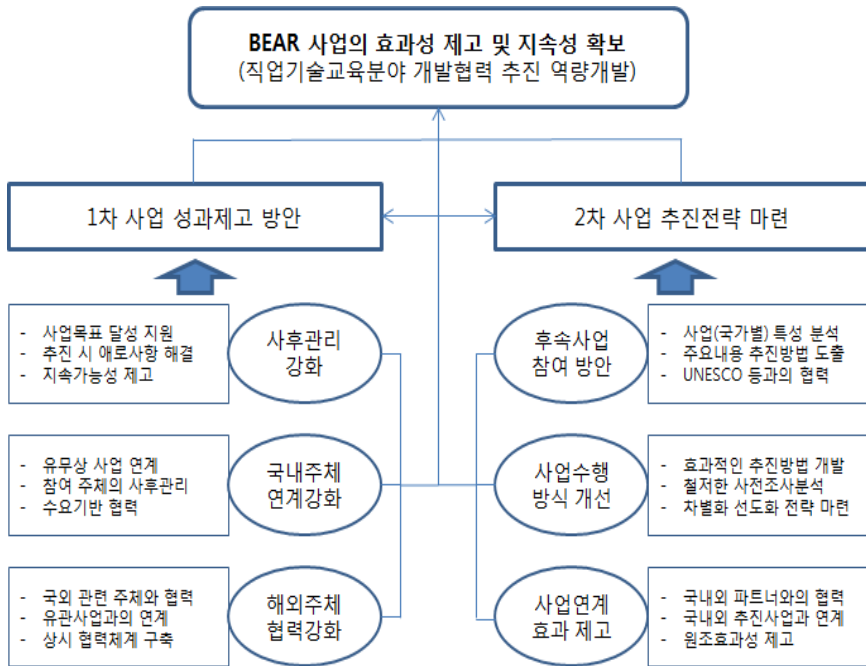 BEAR 사업의 효과성 제고 및 지속성 확보
(직업기술교육분야 개발협력 추진 역량개발)
1차 사업 성과제고 방안
2차 사업 추진전략 마련
- 사업목표 달성 지원
- 추진 시 애로사항 해결
- 지속가능성 제고
사후관리
강화
후속사업
참여 방안
- 사업(국가별) 특성 분석
- 주요내용 추진방법 도출
- UNESCO 등과의 협력
- 유무상 사업 연계
- 참여 주체의 사후관리
- 수요기반 협력
국내주체
연계강화
사업수행
방식 개선
- 효과적인 추진방법 개발
- 철저한 사전조사분석
- 차별화 선도화 전략 마련
- 국외 관련 주체와 협력
- 유관사업과의 연계
- 상시 협력체계 구축
해외주체
협력강화
사업연계
효과 제고
- 국내외 파트너와의 협력
- 국내외 추진사업과 연계
- 원조효과성 제고